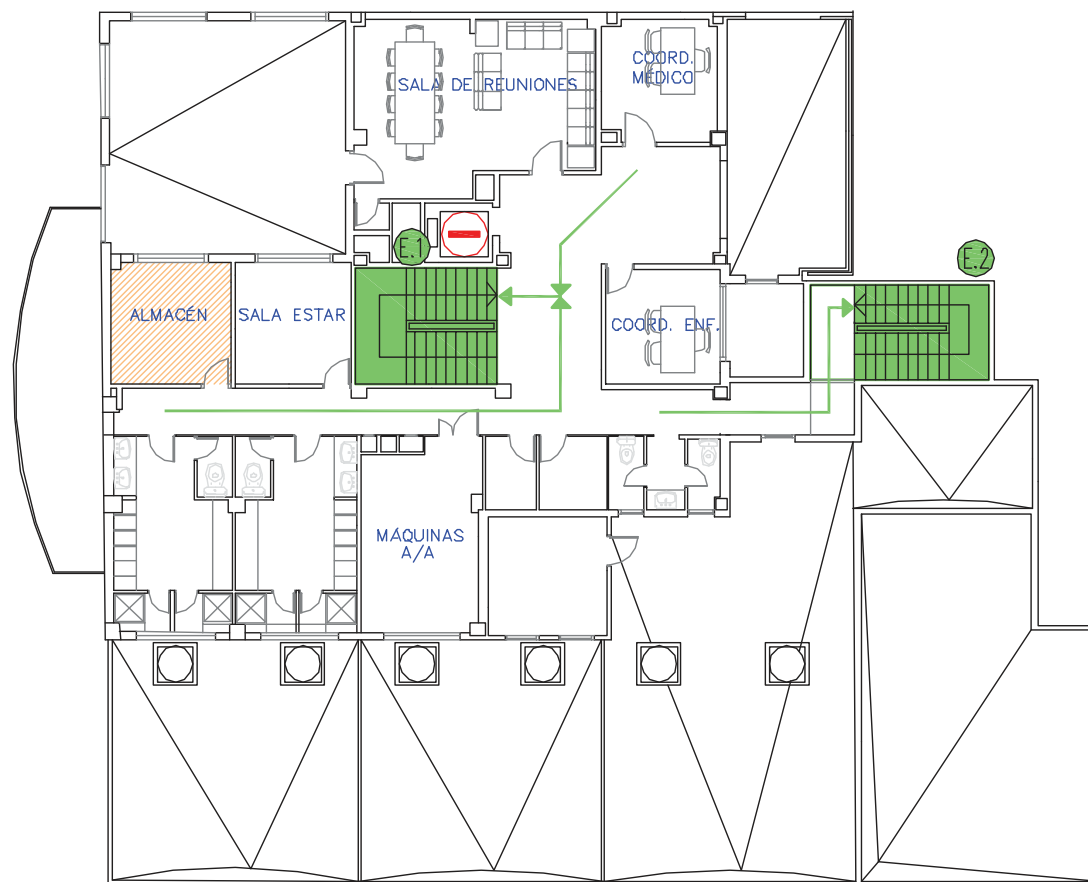 COORD.
MÉDICO
SALA DE REUNIONES
E.1
E.2
ALMACÉN
SALA ESTAR
COORD. ENF.
MÁQUINAS
A/A